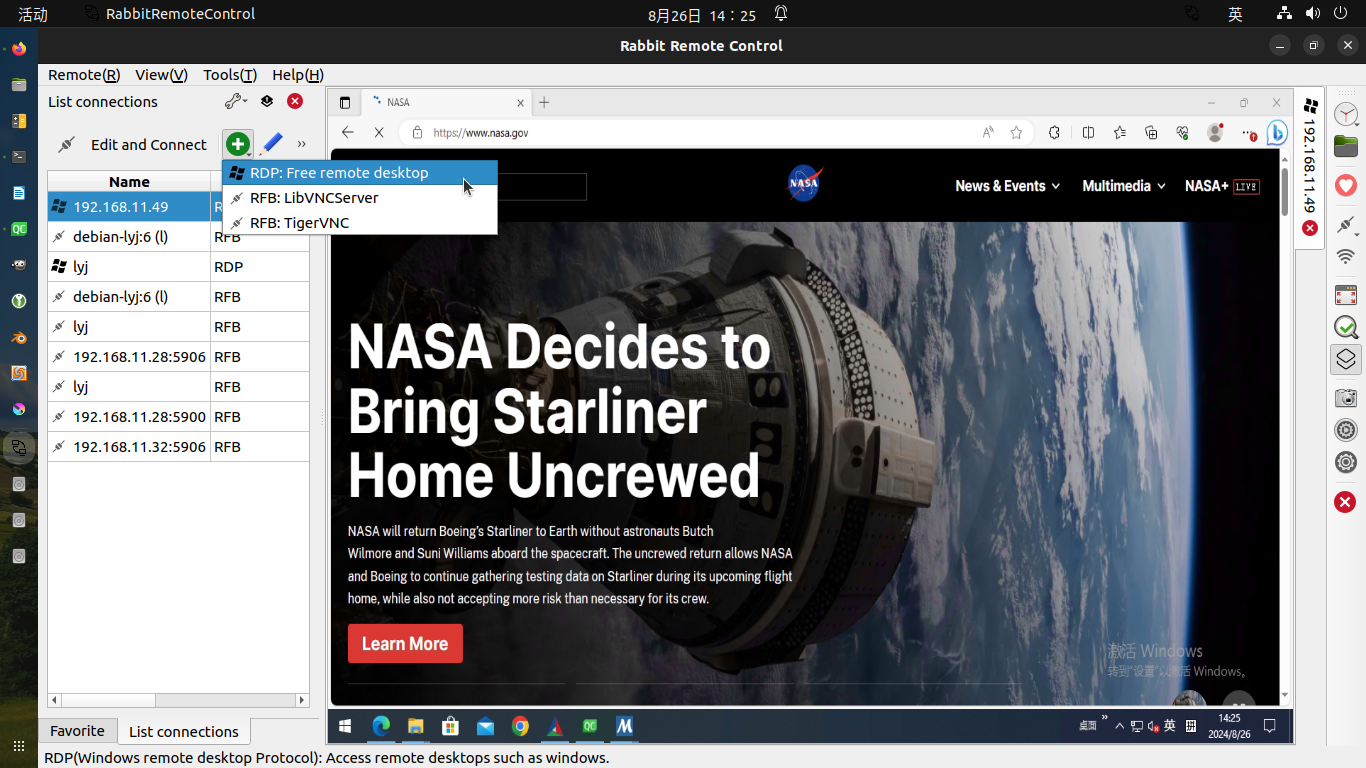 活动
RabbitRemoteControl
8月26日 14：25
英
Rabbit Remote Control
Remote(R) View(V) Tools(T) Help(H)
List connections
Edit and Connect
»
RDP: Free remote desktop
RFB: LibVNCServer
RFB: TigerVNC
Name
192.168.11.49
debian-lyj:6 (l) RFB
lyj RDP
debian-lyj:6 (l) RFB
lyj RFB
192.168.11.28:5906 RFB
lyj RFB
192.168.11.28:5900 RFB
192.168.11.32:5906 RFB
Favorite
List connections
RDP(Windows remote desktop Protocol): Access remote desktops such as windows.
NASA
https://www.nasa.gov
NASA
News & Events
Multimedia
NASA+ LIVE
NASA Decides to
Bring Starliner
Home Uncrewed
NASA will return Boeing's Starliner to Earth without astronauts Butch
Wilmore and Suni Williams aboard the spacecraft. The uncrewed return allows NASA
and Boeing to continue gathering testing data on Starliner during its upcoming flight
home, while also not accepting more risk than necessary for its crew.
Learn More
激活 Windows
转到"设置"以激活 Windows。
QC
M
桌面
英
拼
14:25
2024/8/26
192.168.11.49